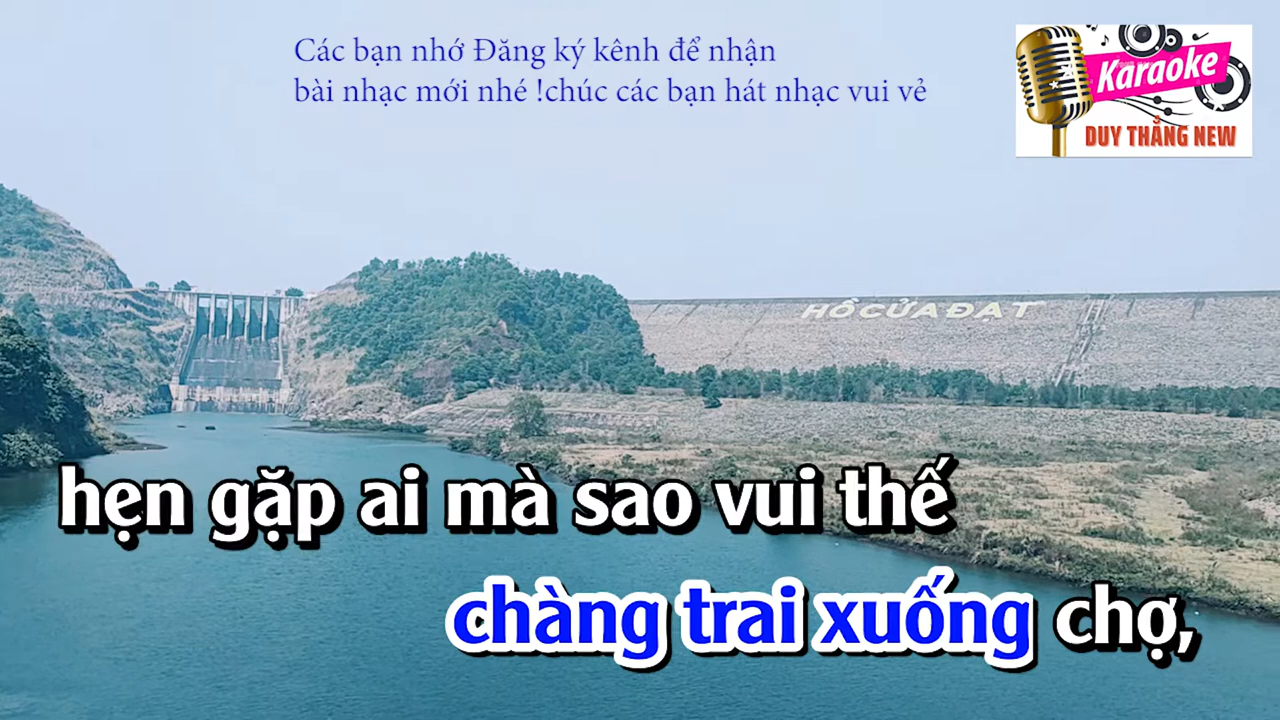 Các bạn nhớ Đăng ký kênh để nhận
bài nhạc mới nhé !chúc các bạn hát nhạc vui vẻ
Karaoke
DUY THẮNG NEW
HỒ CỬA ĐẠT
hẹn gặp ai mà sao vui thế
chàng trai xuống chợ,